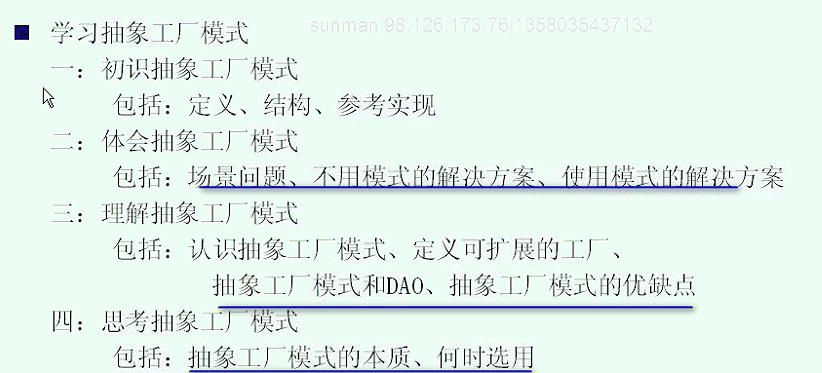 sunman|98.126.173.76|1358035437132
学习抽象工厂模式
一：初识抽象工厂模式
包括：定义、结构、参考实现
二：体会抽象工厂模式
包括：场景问题、不用模式的解决方案、使用模式的解决方案
三：理解抽象工厂模式
包括：认识抽象工厂模式、定义可扩展的工厂、
抽象工厂模式和DAO、抽象工厂模式的优缺点
四：思考抽象工厂模式
包括：抽象工厂模式的本质、何时选用